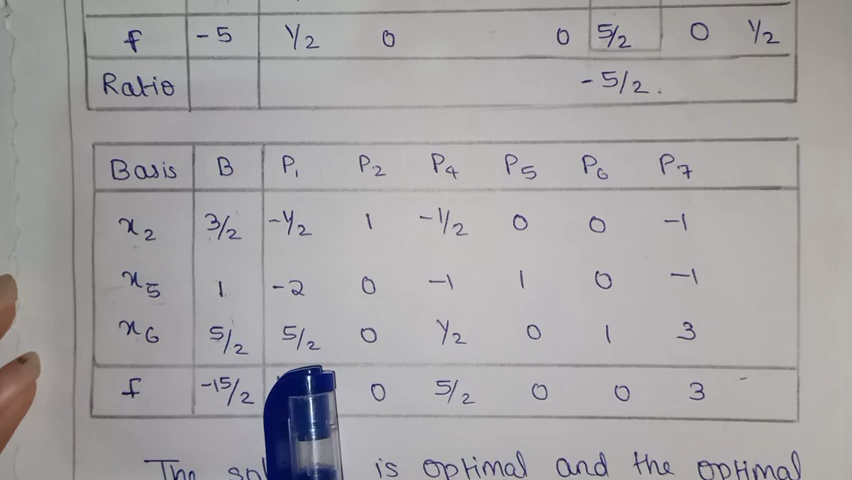 f -5 1/2 0 0 5/2 0 1/2
Ratio -5/2.
Basis B P1 P2 P4 P5 P6 P7
x2 3/2 -1/2 1 -1/2 0 0 -1
x5 1 -2 0 -1 1 0 -1
x6 5/2 5/2 0 1/2 0 1 3
f -15/2 0 5/2 0 0 3
The is optimal and the optimal